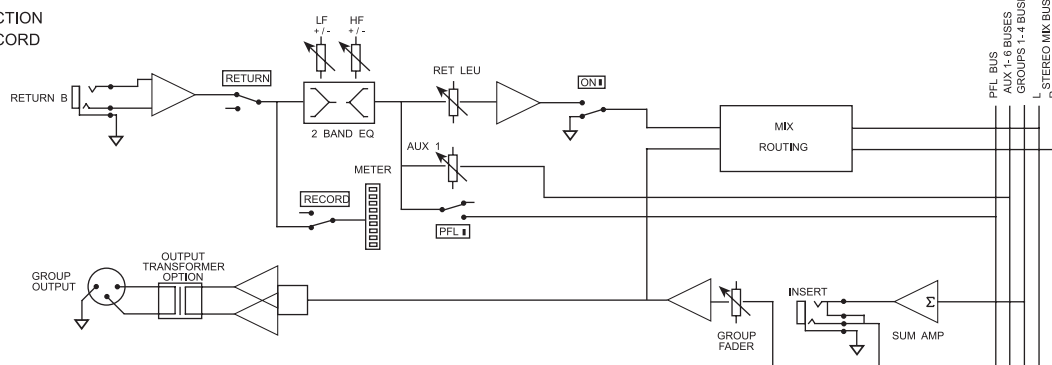 CTION
CORD
LF
+ / -
HF
+ / -
RETURN B
RETURN
2 BAND EQ
RET LEU
ON
MIX
ROUTING
AUX 1
METER
RECORD
PFL
PFL BUS
AUX 1- 6 BUSES
GROUPS 1-4 BUS
L
STEREO MIX BUS
GROUP
OUTPUT
OUTPUT
TRANSFORMER
OPTION
GROUP
FADER
INSERT
Σ
SUM AMP